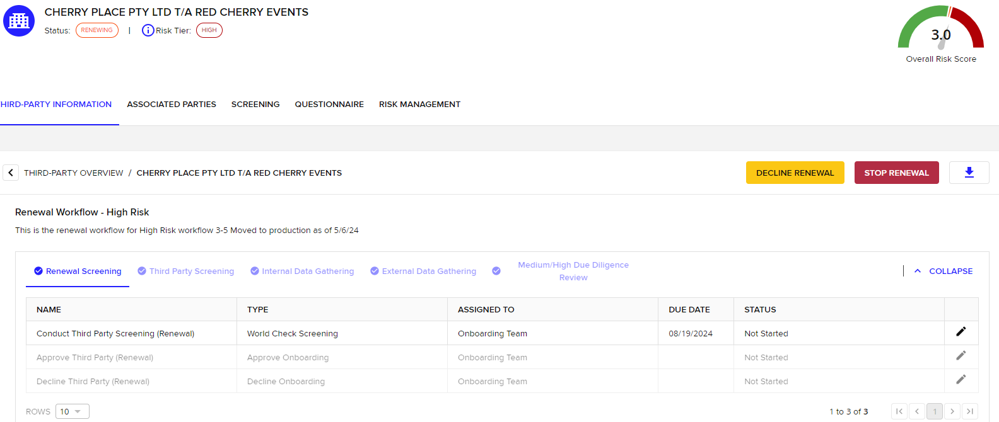 CHERRY PLACE PTY LTD T/A RED CHERRY EVENTS
Status: RENEWING | Risk Tier: HIGH
3.0
Overall Risk Score
HIRD-PARTY INFORMATION ASSOCIATED PARTIES SCREENING QUESTIONNAIRE RISK MANAGEMENT
THIRD-PARTY OVERVIEW / CHERRY PLACE PTY LTD T/A RED CHERRY EVENTS DECLINE RENEWAL STOP RENEWAL
Renewal Workflow - High Risk
This is the renewal workflow for High Risk workflow 3-5 Moved to production as of 5/6/24
Renewal Screening Third Party Screening Internal Data Gathering External Data Gathering Medium/High Due Diligence
Review
COLLAPSE
NAME TYPE ASSIGNED TO DUE DATE STATUS
Conduct Third Party Screening (Renewal) World Check Screening Onboarding Team 08/19/2024 Not Started
Approve Third Party (Renewal) Approve Onboarding Onboarding Team Not Started
Decline Third Party (Renewal) Decline Onboarding Onboarding Team Not Started
ROWS 10 1 to 3 of 3 1